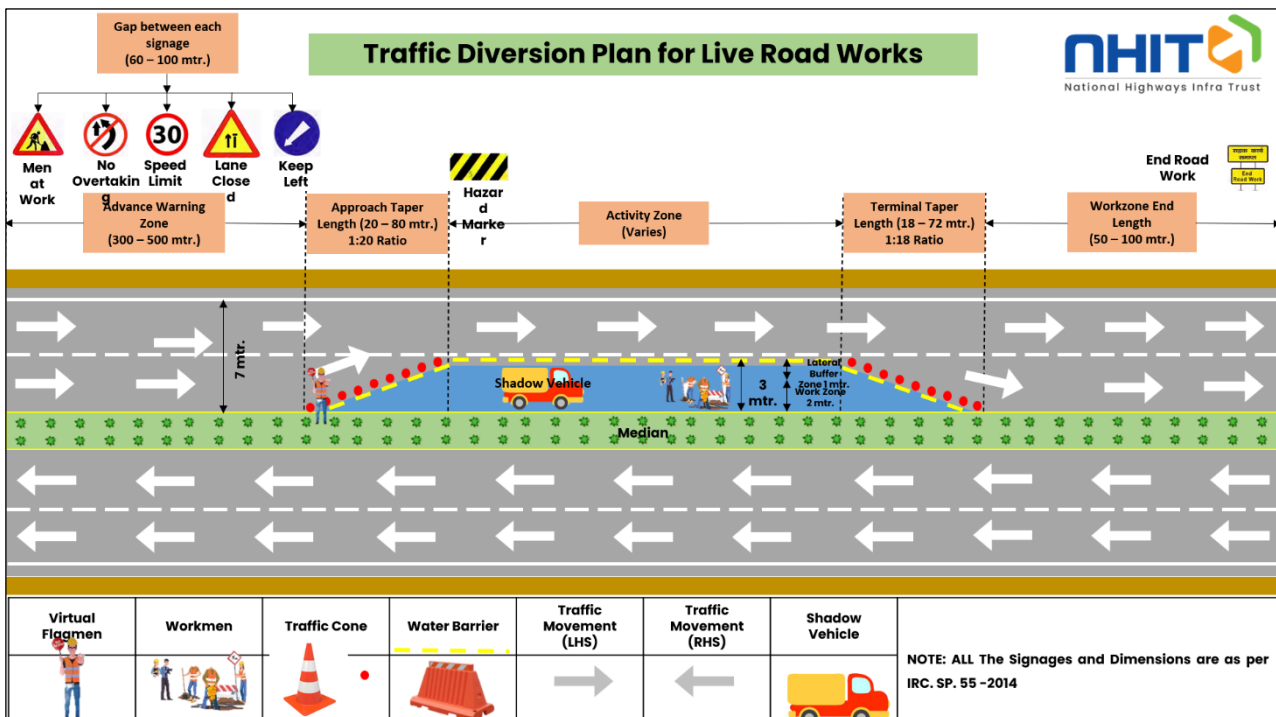 Gap between each
signage
(60 – 100 mtr.)
Traffic Diversion Plan for Live Road Works
NHIT
National Highways Infra Trust
Men
at
Work
No
Overtakin
g
30
Speed
Limit
Lane
Close
d
Keep
Left
Hazar
d
Marke
r
End Road
Work
सड़क कार्य
समाप्त
End
Road Work
Advance Warning
Zone
(300 – 500 mtr.)
Approach Taper
Length (20 – 80 mtr.)
1:20 Ratio
Activity Zone
(Varies)
Terminal Taper
Length (18 – 72 mtr.)
1:18 Ratio
Workzone End
Length
(50 – 100 mtr.)
7 mtr.
Shadow Vehicle
3
mtr.
Lateral
Buffer
Zone 1 mtr.
Work Zone
2 mtr.
Median
Virtual
Flagmen
Workmen
Traffic Cone
Water Barrier
Traffic
Movement
(LHS)
Traffic
Movement
(RHS)
Shadow
Vehicle
NOTE: ALL The Signages and Dimensions are as per
IRC. SP. 55 -2014